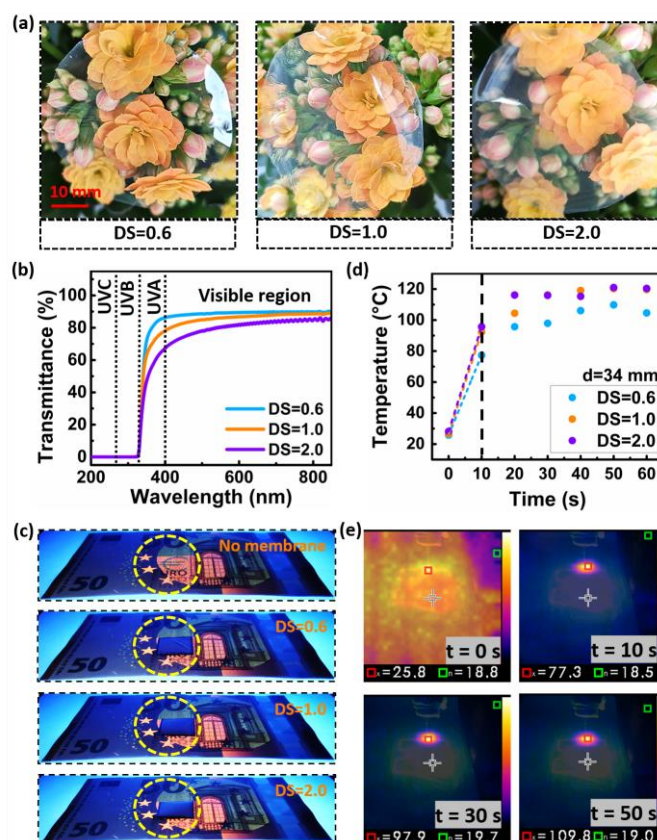 (a)
10 mm
DS=0.6
DS=1.0
DS=2.0
(b)
Transmittance (%)
100
80
60
40
20
0
UVC
UVB
UVA
Visible region
DS=0.6
DS=1.0
DS=2.0
200
400
600
800
Wavelength (nm)
(d)
Temperature (°C)
120
100
80
60
40
20
d=34 mm
DS=0.6
DS=1.0
DS=2.0
0 10 20 30 40 50 60
Time (s)
(c)
No membrane
50
DS=0.6
50
DS=1.0
50
DS=2.0
50
(e)
t = 0 s
=25.8
=18.8
t = 10 s
=77.3
=18.5
t = 30 s
=97.9
=19.7
t = 50 s
=109.8
=19.0